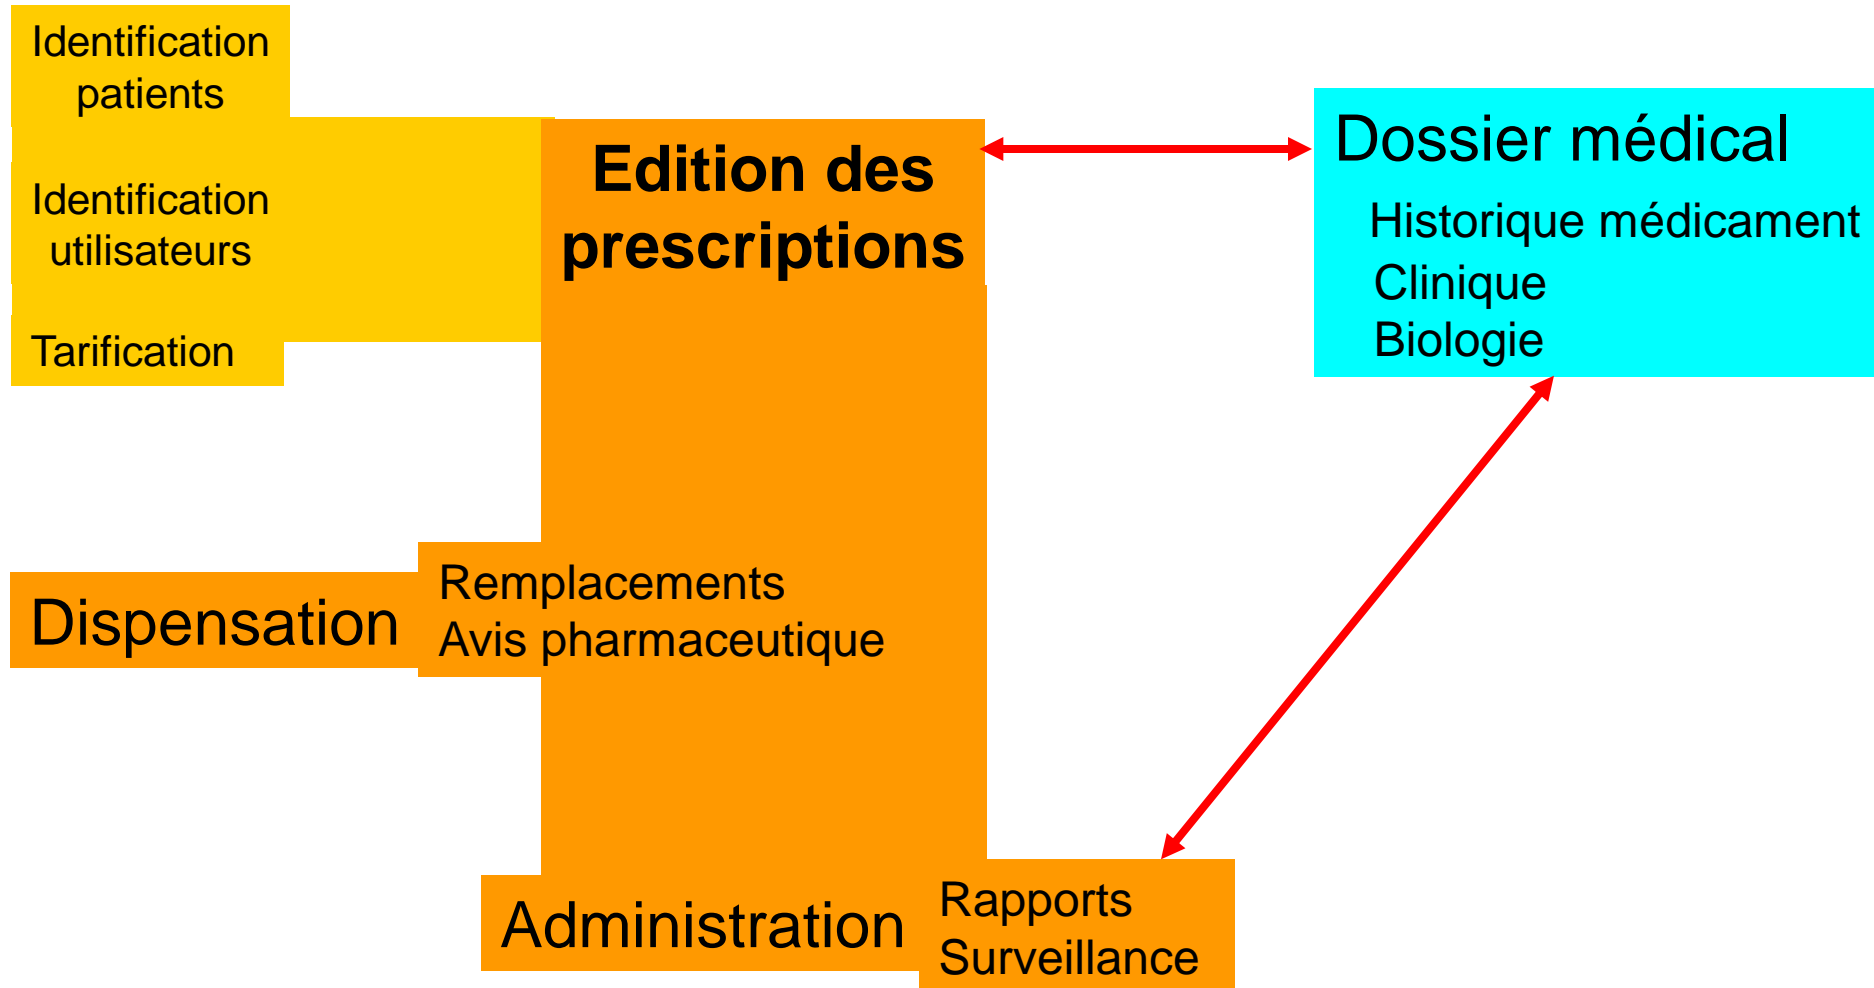 Identification
patients
Identification
utilisateurs
Tarification
Edition des
prescriptions
Dossier médical
Historique médicament
Clinique
Biologie
Dispensation
Remplacements
Avis pharmaceutique
Administration
Rapports
Surveillance